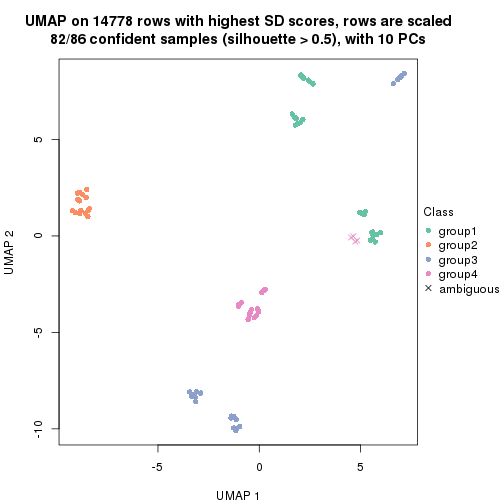 UMAP on 14778 rows with highest SD scores, rows are scaled
82/86 confident samples (silhouette > 0.5), with 10 PCs
5
0
-5
-10
UMAP 2
-5
0
5
UMAP 1
Class
group1
group2
group3
group4
ambiguous